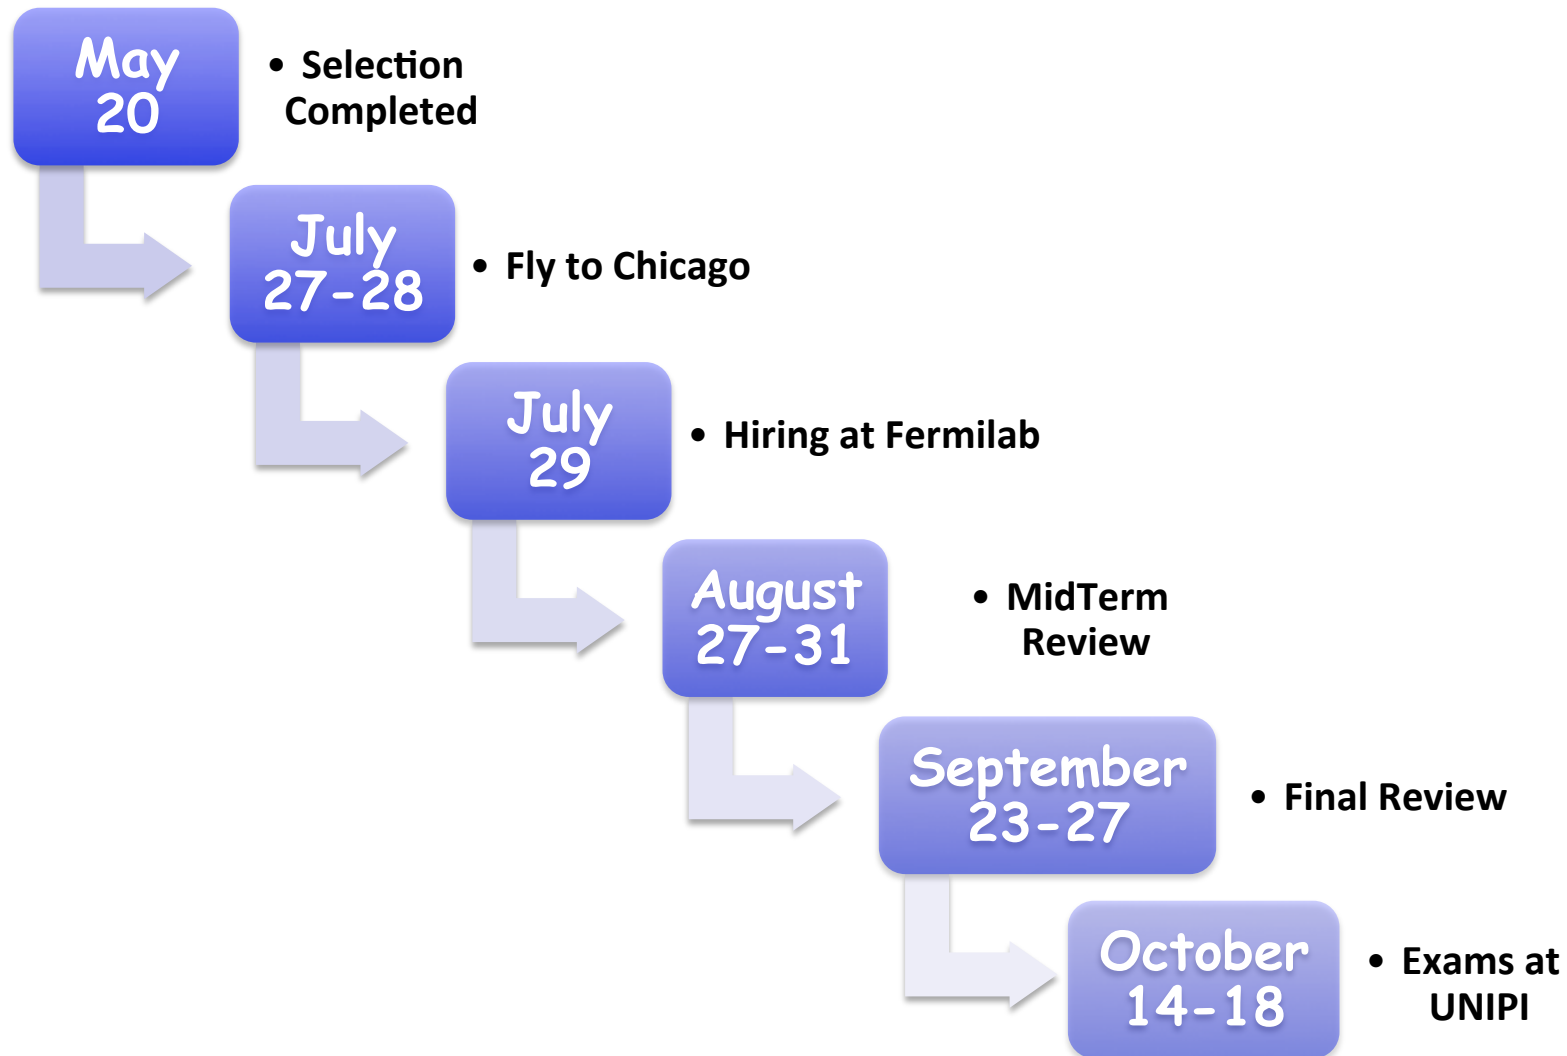 May
20
• Selection
Completed
July
27-28
• Fly to Chicago
July
29
• Hiring at Fermilab
August
27-31
• MidTerm
Review
September
23-27
• Final Review
October
14-18
• Exams at
UNIPI